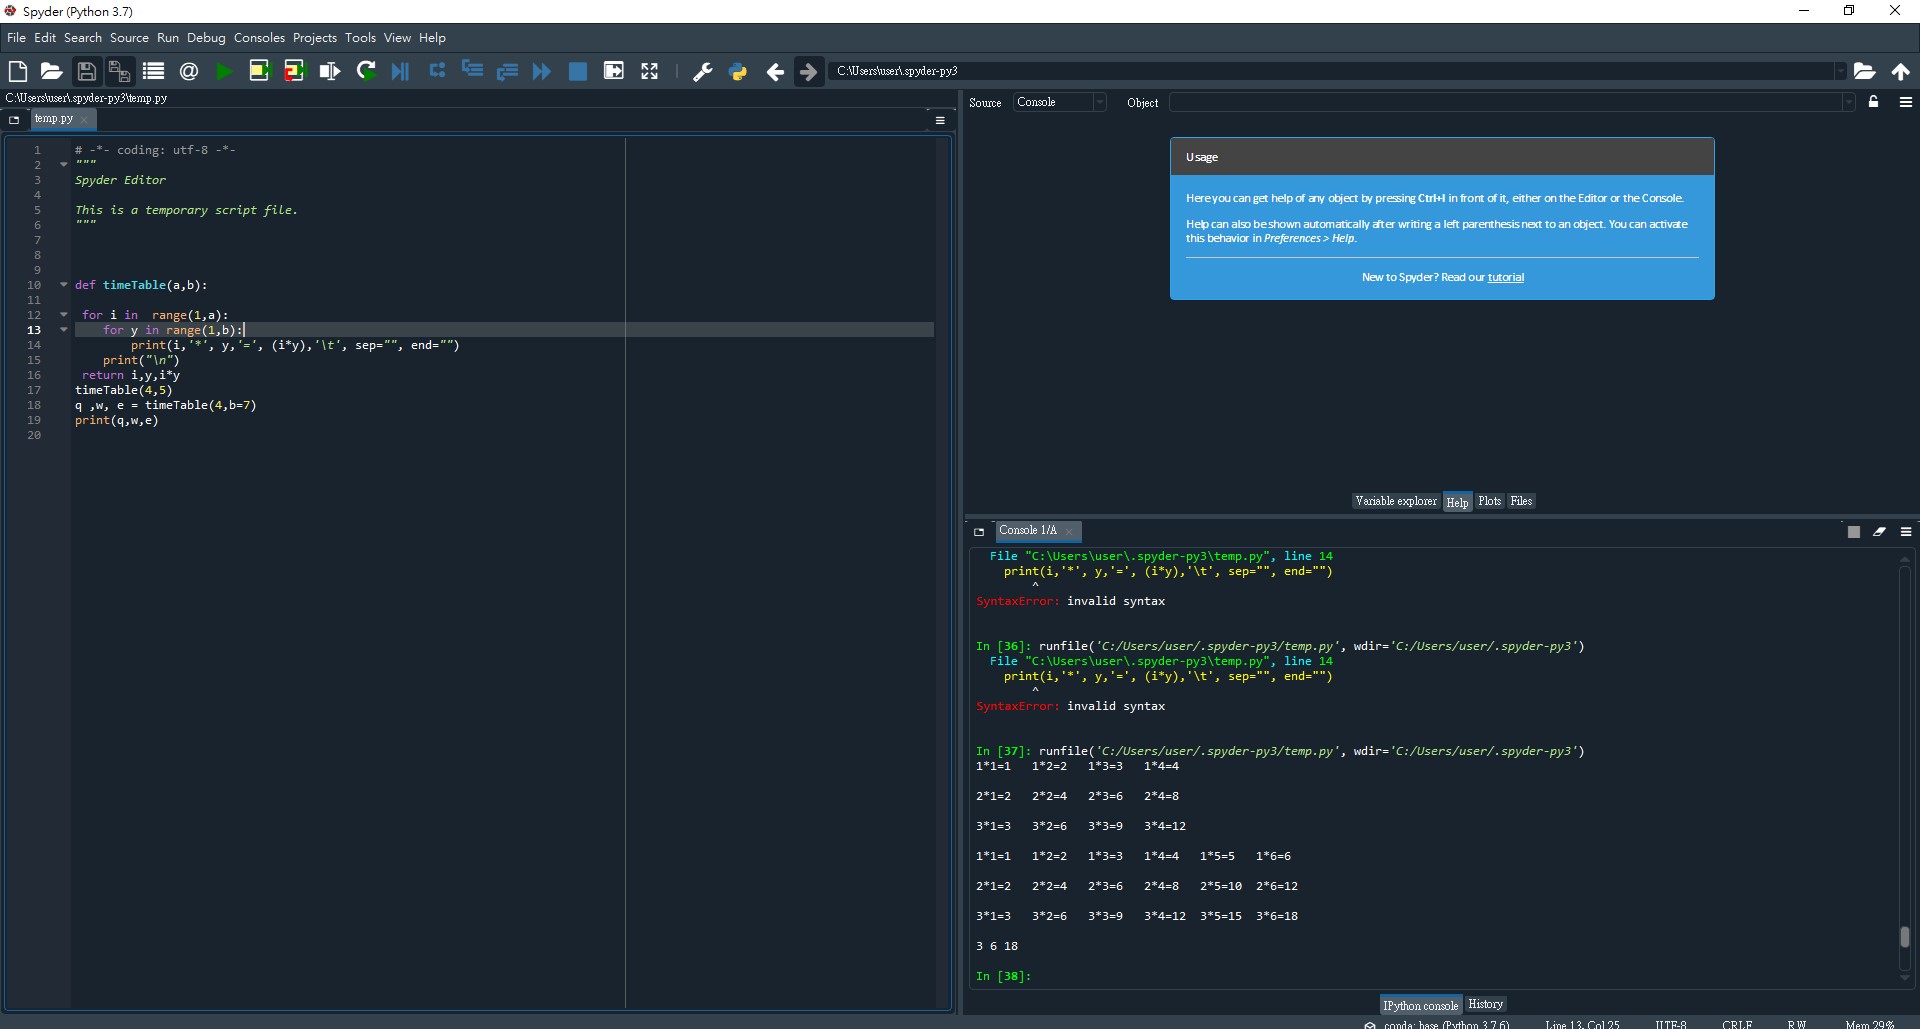 Spyder (Python 3.7)
File Edit Search Source Run Debug Consoles Projects Tools View Help
C:\Users\user\.spyder-py3
C:\Users\user\.spyder-py3\temp.py
temp.py
1 # -*- coding: utf-8 -*-
2 """
3 Spyder Editor
4
5 This is a temporary script file.
6 """
7
8
9
10 def timeTable(a,b):
11
12 for i in  range(1,a):
13 for y in range(1,b):
14 print(i,'*', y,'=', (i*y),'\t', sep="", end="")
15 print("\n")
16 return i,y,i*y
17 timeTable(4,5)
18 q ,w, e = timeTable(4,b=7)
19 print(q,w,e)
20
Source Console Object
Usage
Here you can get help of any object by pressing Ctrl+I in front of it, either on the Editor or the Console.
Help can also be shown automatically after writing a left parenthesis next to an object. You can activate
this behavior in Preferences > Help.
New to Spyder? Read our tutorial
Variable explorer Help Plots Files
Console 1/A
File "C:\Users\user\.spyder-py3\temp.py", line 14
print(i,'*', y,'=', (i*y),'\t', sep="", end="")
^
SyntaxError: invalid syntax
In [36]: runfile('C:/Users/user/.spyder-py3/temp.py', wdir='C:/Users/user/.spyder-py3')
File "C:\Users\user\.spyder-py3\temp.py", line 14
print(i,'*', y,'=', (i*y),'\t', sep="", end="")
^
SyntaxError: invalid syntax
In [37]: runfile('C:/Users/user/.spyder-py3/temp.py', wdir='C:/Users/user/.spyder-py3')
1*1=1 1*2=2 1*3=3 1*4=4
2*1=2 2*2=4 2*3=6 2*4=8
3*1=3 3*2=6 3*3=9 3*4=12
1*1=1 1*2=2 1*3=3 1*4=4 1*5=5 1*6=6
2*1=2 2*2=4 2*3=6 2*4=8 2*5=10 2*6=12
3*1=3 3*2=6 3*3=9 3*4=12 3*5=15 3*6=18
3 6 18
In [38]:
IPython console History
conda: base (Python 3.7.6) Line 13, Col 25 UTF-8 CRLF RW Mem 29%